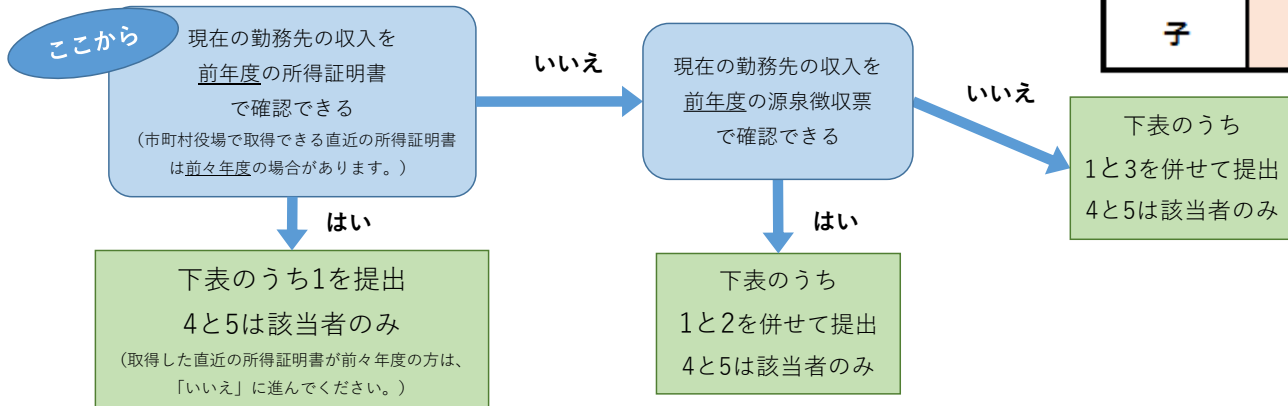 ここから
現在の勤務先の収入を
前年度の所得証明書
で確認できる
(市町村役場で取得できる直近の所得証明書
は前々年度の場合があります。)
いいえ
現在の勤務先の収入を
前年度の源泉徴収票
で確認できる
いいえ
子
下表のうち
1と3を併せて提出
4と5は該当者のみ
はい
はい
下表のうち1を提出
4と5は該当者のみ
(取得した直近の所得証明書が前々年度の方は、
「いいえ」に進んでください。)
下表のうち
1と2を併せて提出
4と5は該当者のみ